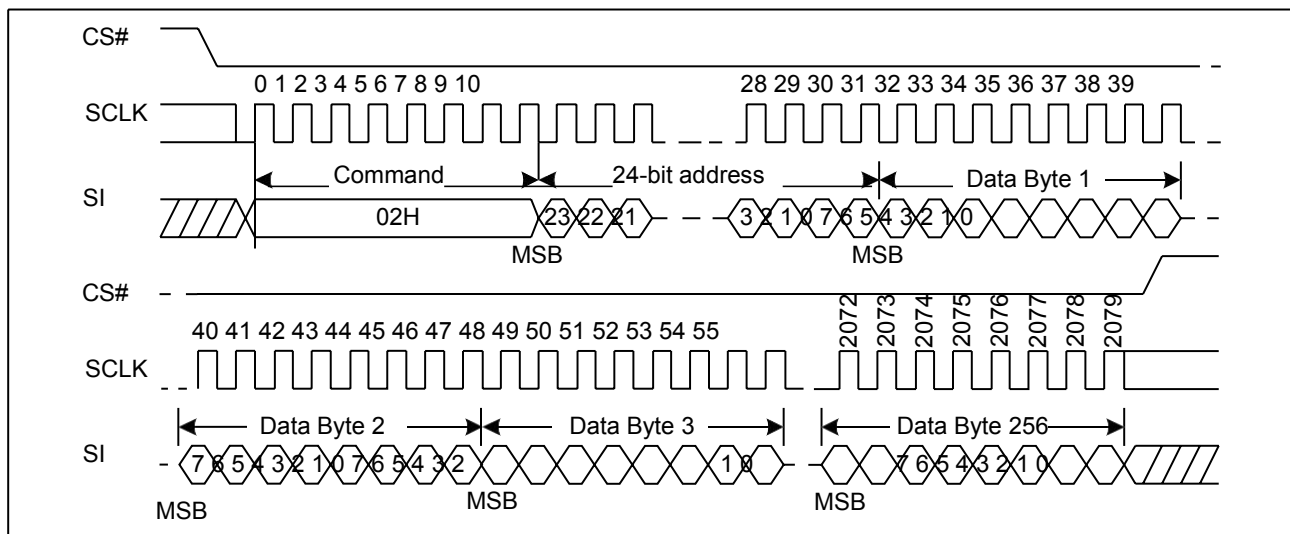 CS#
0 1 2 3 4 5 6 7 8 9 10 28 29 30 31 32 33 34 35 36 37 38 39
SCLK
Command 24-bit address Data Byte 1
SI
02H 23 22 21 3 2 1 0 7 6 5 4 3 2 1 0
MSB MSB
CS#
40 41 42 43 44 45 46 47 48 49 50 51 52 53 54 55 2072 2073 2074 2075 2076 2077 2078 2079
SCLK
Data Byte 2 Data Byte 3 Data Byte 256
SI
7 6 5 4 3 2 1 0 7 6 5 4 3 2 1 0 7 6 5 4 3 2 1 0
MSB MSB MSB